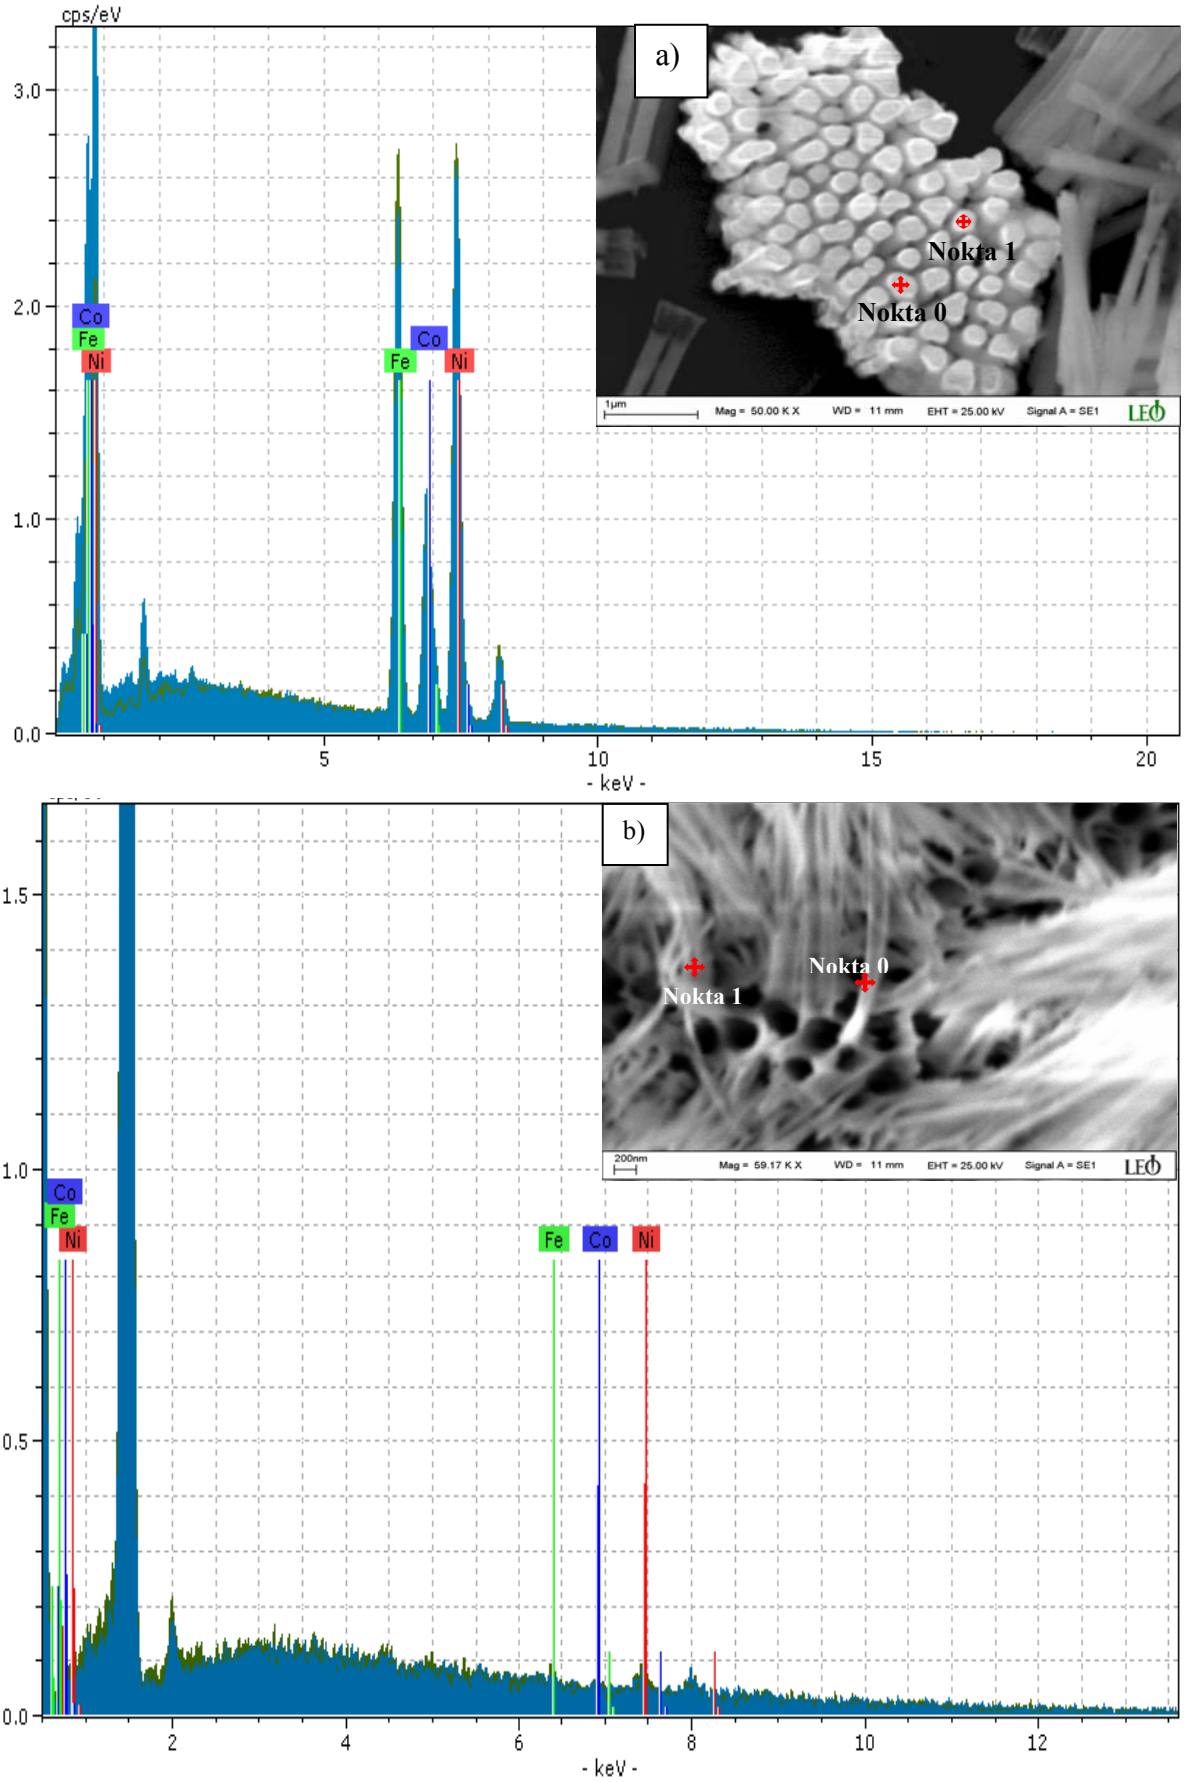 cps/eV
a)
3.0
2.0
1.0
0.0
Co
Fe
Ni
Fe
Co
Ni
Nokta 1
Nokta 0
1µm
Mag = 50.00 K X WD = 11 mm EHT = 25.00 kV Signal A = SE1 LEO
5 10 15 20
- keV -
b)
1.5
1.0
0.5
0.0
Nokta 0
Nokta 1
200nm
Mag = 59.17 K X WD = 11 mm EHT = 25.00 kV Signal A = SE1 LEO
Co
Fe
Ni
Fe Co Ni
2 4 6 8 10 12
- keV -